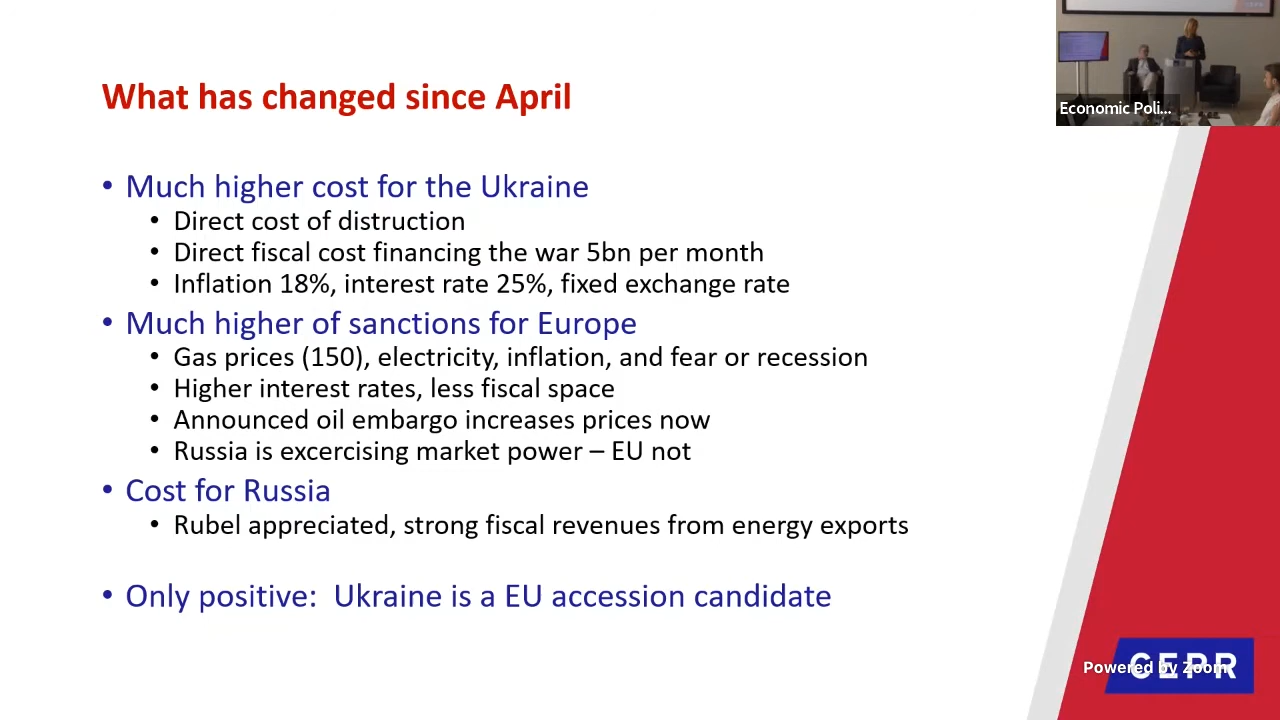 CEPR
Economic Poli...
What has changed since April
• Much higher cost for the Ukraine
• Direct cost of distruction
• Direct fiscal cost financing the war 5bn per month
• Inflation 18%, interest rate 25%, fixed exchange rate
• Much higher of sanctions for Europe
• Gas prices (150), electricity, inflation, and fear or recession
• Higher interest rates, less fiscal space
• Announced oil embargo increases prices now
• Russia is excercising market power – EU not
• Cost for Russia
• Rubel appreciated, strong fiscal revenues from energy exports
• Only positive:  Ukraine is a EU accession candidate
CEPR
Powered by Zoom